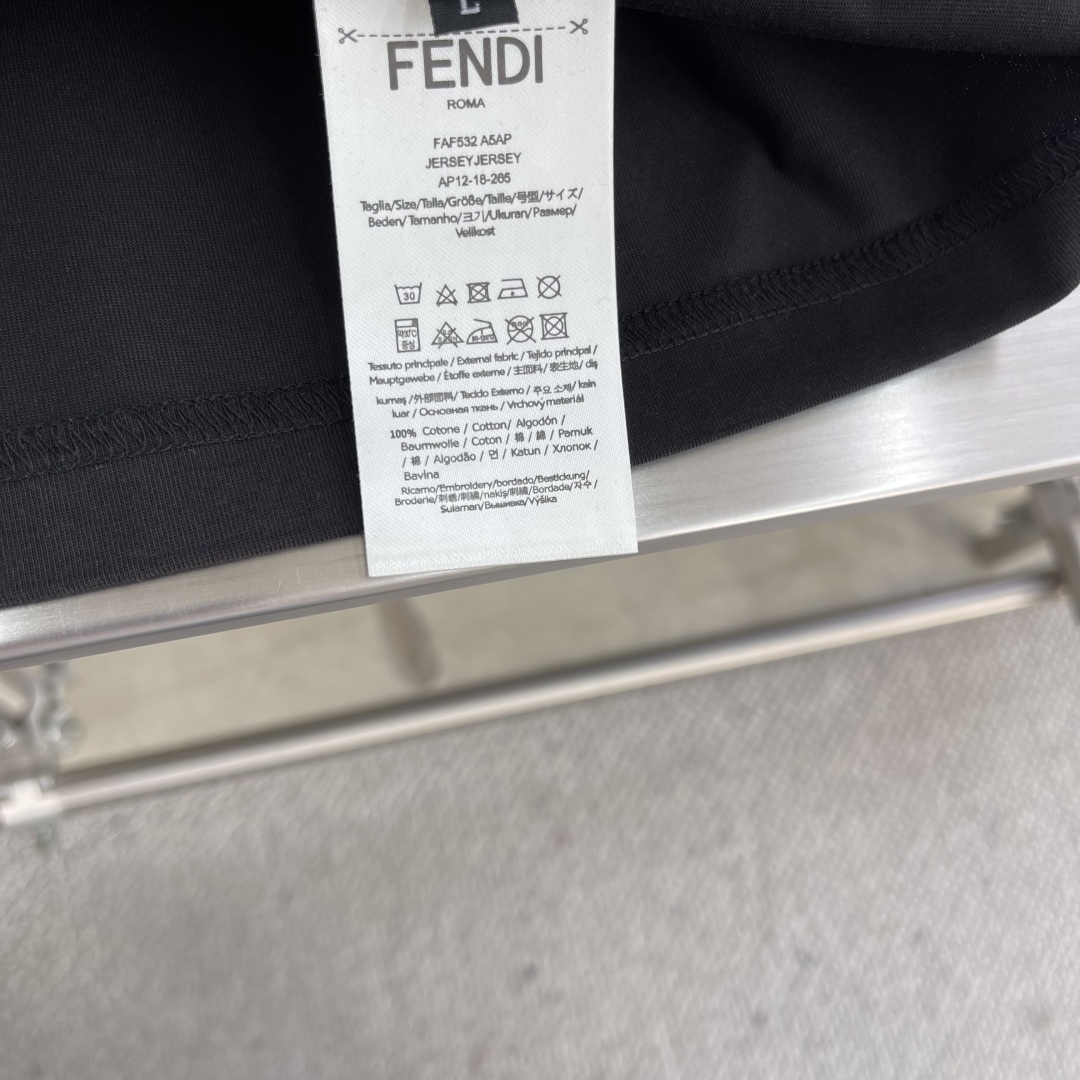 L
FENDI
ROMA
FAF532 A5AP
JERSEYJERSEY
AP12-18-265
Taglia/Size/Talla/Größe/Taille/号型/サイズ/
Beden/Tamanho/크기/Ukuran/Размер/
Velikost
30
Tessuto principale / External fabric / Tejido principal /
Hauptgewebe / Étoffe externe / 主面料/ 表生地/ dış
kumaş /外部面料/ Tecido Externo / 주요 소재/ kain
luar / Основная ткань / Vrchový materiál
100% Cotone / Cotton/ Algodón /
Baumwolle / Coton / 棉 / 綿 / Pamuk
/ 棉 / Algodão / 면 / Katun / Хлопок /
Bavlna
Ricamo/Embroidery/bordado/Bestickung/
Broderie/刺绣/刺繍/nakış/刺繡/Bordade/자수/
Sulaman/Вышивка/Výšika